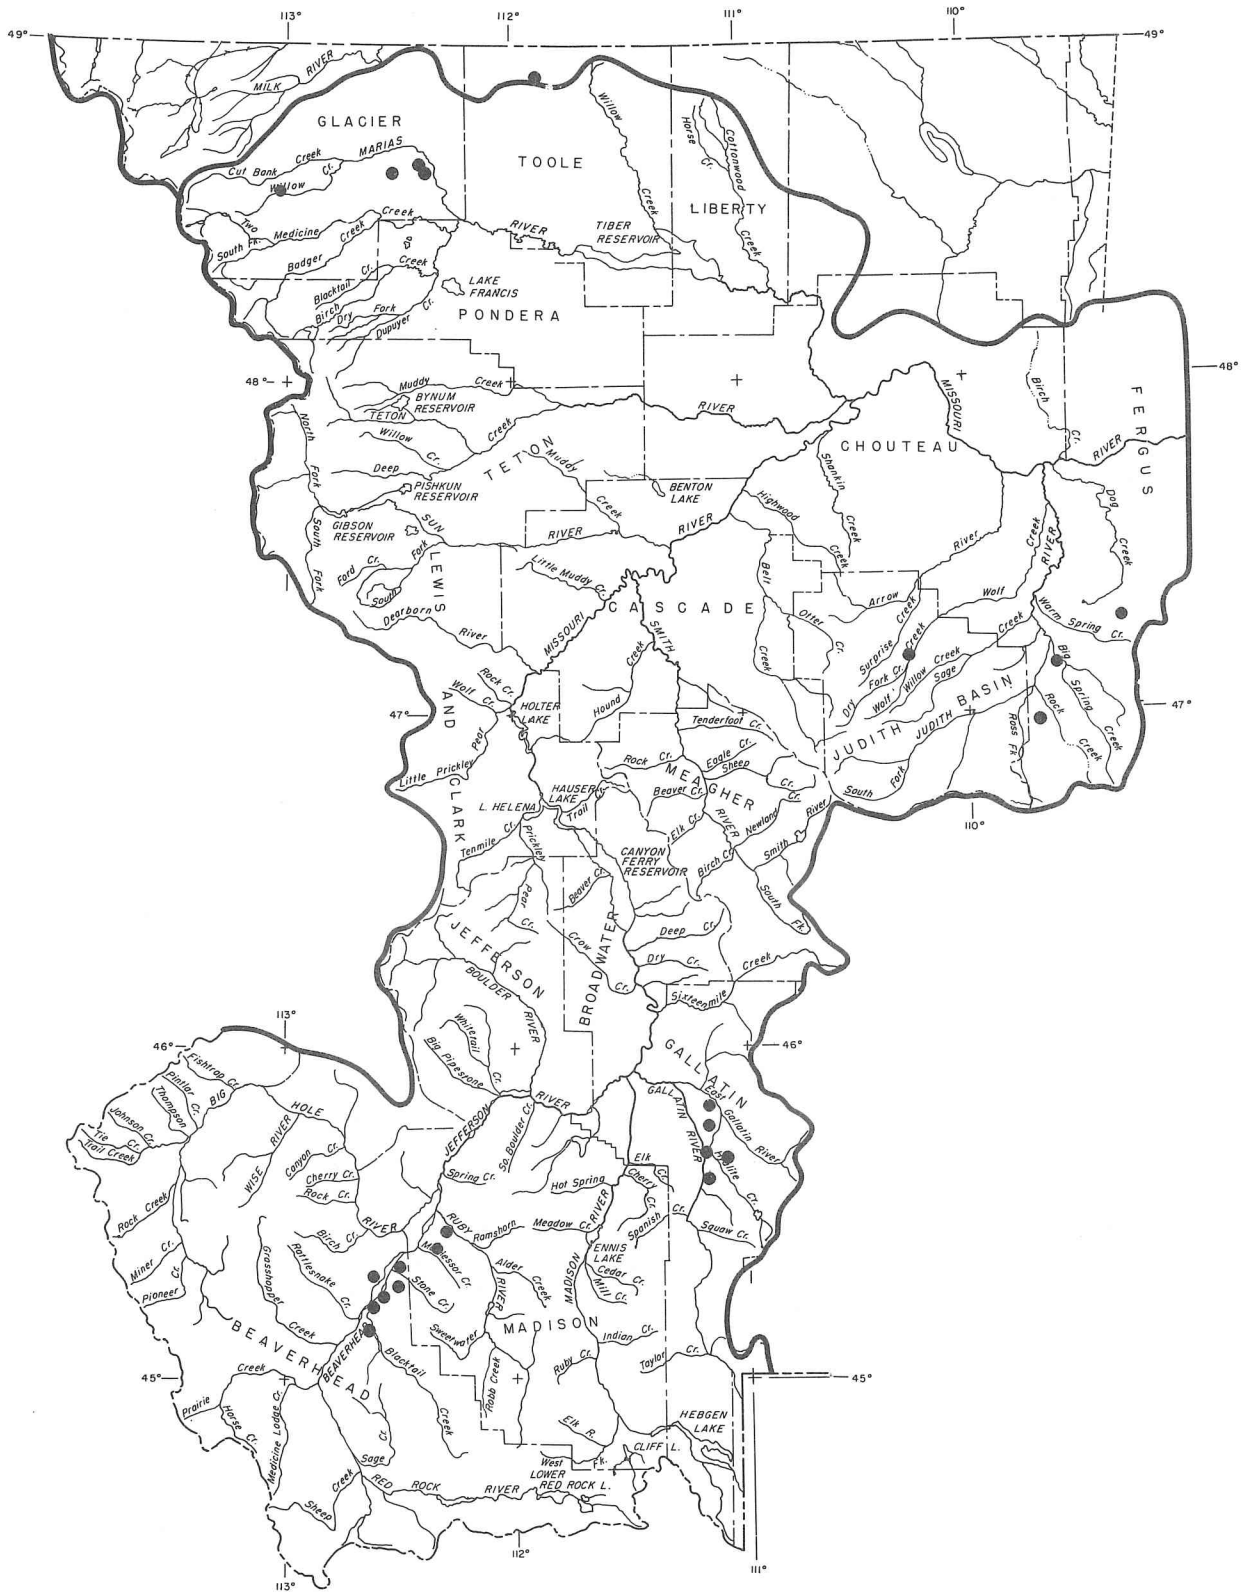 113°
112°
111°
110°
49°
49°
MILK RIVER
GLACIER
Cut Bank Creek
MARIAS
Willow Cr.
TOOLE
Willow Creek
Horse Cr.
Cottonwood Creek
LIBERTY
Two Medicine Creek
South Fk.
Badger Creek
RIVER
TIBER
RESERVOIR
Blacktail Cr.
Creek
Birch
Dry Fork
Dupuyer Cr.
LAKE
FRANCIS
PONDERA
48°
48°
Muddy Creek
BYNUM
RESERVOIR
TETON
RIVER
Willow Cr.
Creek
Deep
TETON
Muddy
Creek
PISHKUN
RESERVOIR
GIBSON
RESERVOIR
SUN
RIVER
North Fork
South Fork
Ford Cr.
South Fork
BENTON
LAKE
RIVER
MISSOURI
RIVER
Birch Cr.
FERGUS
CHOUTEAU
Shonkin Creek
Highwood Creek
Dog Creek
LEWIS
AND
CLARK
Dearborn River
Little Muddy Cr.
CASCADE
MISSOURI
SMITH
Hound Creek
Belt Creek
Otter Cr.
Arrow River
Surprise Creek
Dry Fork Cr.
Wolf Creek
Wolf Creek
Willow Creek
Sage Creek
RIVER
Warm Spring Cr.
Big Spring Creek
Rock Creek
Ross Fk.
JUDITH BASIN
JUDITH
South Fork
47°
47°
Rock Cr.
Wolf Cr.
HOLTER
LAKE
Little Prickley Pear
Tenderfoot Cr.
Rock Cr.
Eagle Cr.
Sheep Cr.
MEAGHER
Beaver Cr.
Newland Cr.
RIVER
Elk Cr.
Birch Cr.
Smith River
South Fk.
110°
HAUSER
LAKE
L. HELENA
Trail
Tenmile Cr.
Prickley Pear Cr.
CANYON
FERRY
RESERVOIR
Beaver Cr.
Crow Cr.
Deep Cr.
Dry Cr.
Sixteenmile Creek
JEFFERSON
BROADWATER
BOULDER RIVER
Whitetail Cr.
Big Pipestone
46°
113°
46°
GALLATIN
Fishtrap Cr.
Pintlar Cr.
Thompson
Johnson Cr.
Tie Cr.
Trail Creek
BIG HOLE
RIVER
WISE RIVER
Canyon Cr.
Cherry Cr.
Rock Cr.
Birch Cr.
Rock Creek
Miner Cr.
Pioneer Cr.
Grasshopper Creek
Rattlesnake Cr.
JEFFERSON RIVER
So. Boulder Cr.
Spring Cr.
Hot Spring
Elk Cr.
Cherry Cr.
GALLATIN RIVER
East Gallatin River
Cr.
Spanish Cr.
Squaw Cr.
RUBY
Ramshorn
Meadow Cr.
RIVER
ENNIS
LAKE
Cedar Cr.
Mill Cr.
MADISON
Alder Creek
Stone Cr.
RIVER
Sweetwater
MADISON
Indian Cr.
Ruby Cr.
Taylor Cr.
BEAVERHEAD
BEAVERHEAD
Blacktail Creek
Robb Creek
45°
45°
Prairie Creek
Horse Cr.
Medicine Lodge Cr.
Sage Cr.
Sheep Creek
RED ROCK RIVER
Elk R.
West Fk.
LOWER
RED ROCK L.
CLIFF L.
HEBGEN
LAKE
113°
112°
111°